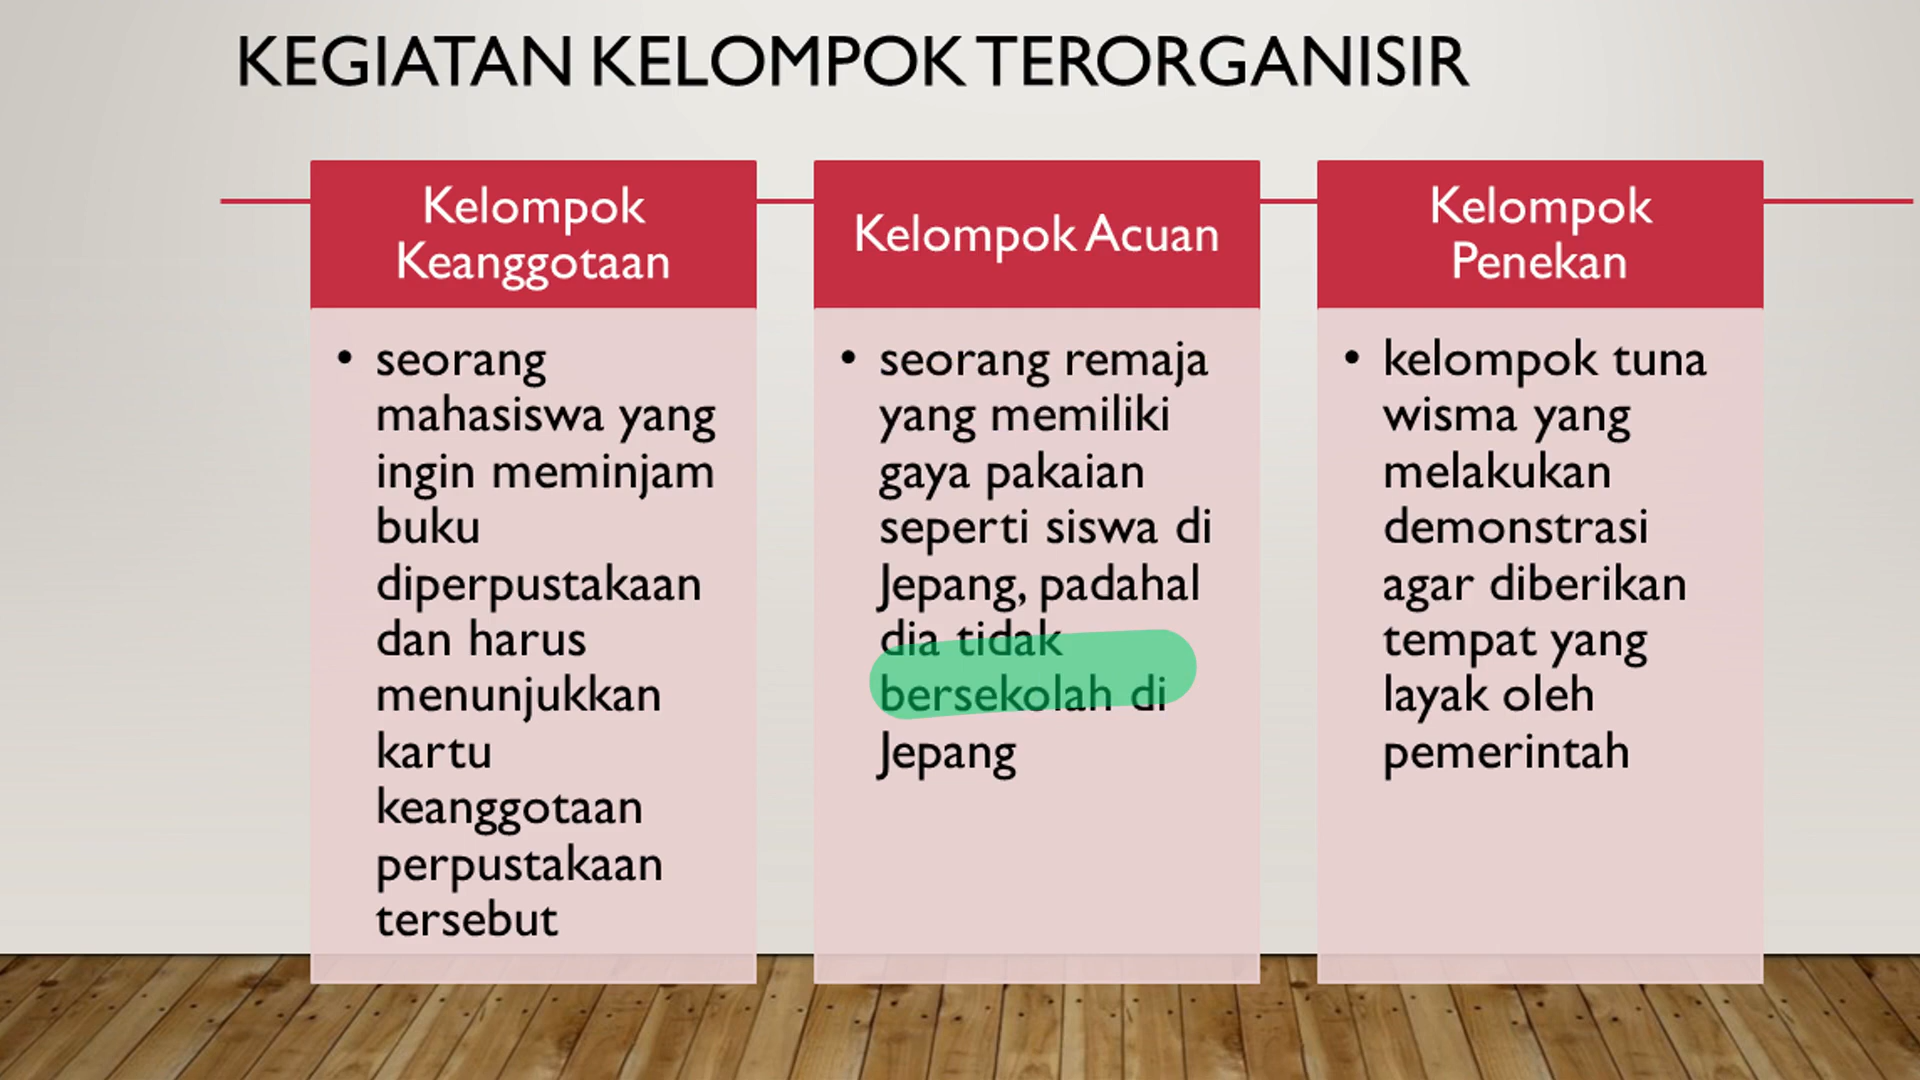 KEGIATAN KELOMPOK TERORGANISIR
Kelompok
Keanggotaan
• seorang
mahasiswa yang
ingin meminjam
buku
diperpustakaan
dan harus
menunjukkan
kartu
keanggotaan
perpustakaan
tersebut
Kelompok Acuan
• seorang remaja
yang memiliki
gaya pakaian
seperti siswa di
Jepang, padahal
dia tidak
bersekolah di
Jepang
Kelompok
Penekan
• kelompok tuna
wisma yang
melakukan
demonstrasi
agar diberikan
tempat yang
layak oleh
pemerintah